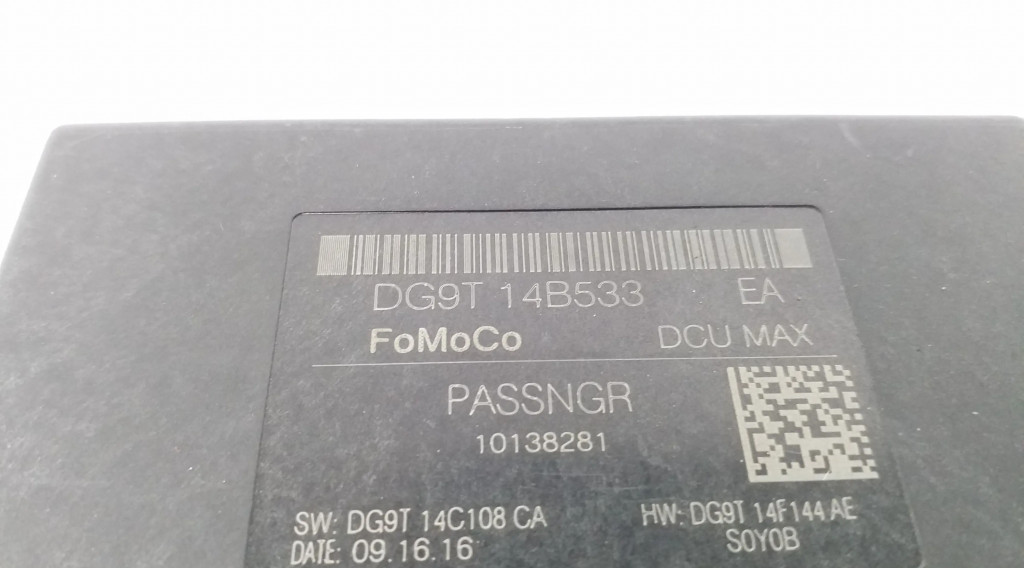 DG9T 14B533 EA
FoMoCo DCU MAX
PASSNGR
10138281
SW: DG9T 14C108 CA HW: DG9T 14F144 AE
DATE: 09.16.16 S0Y0B